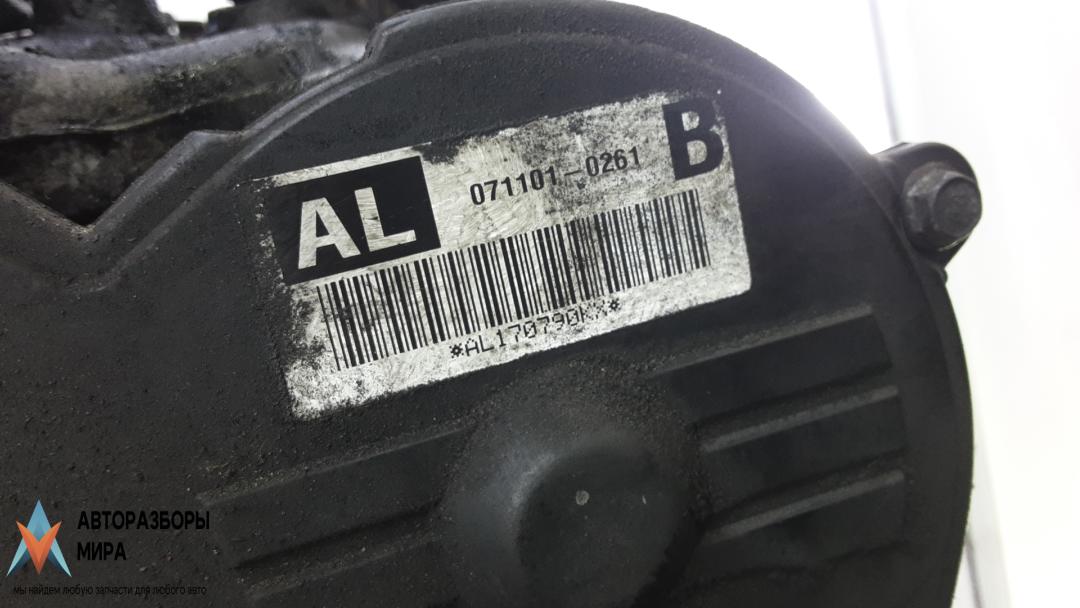 AL
071101-0261
B
*AL170790KX*
АВТОРАЗБОРЫ
МИРА
мы найдем любую запчасти для любого авто